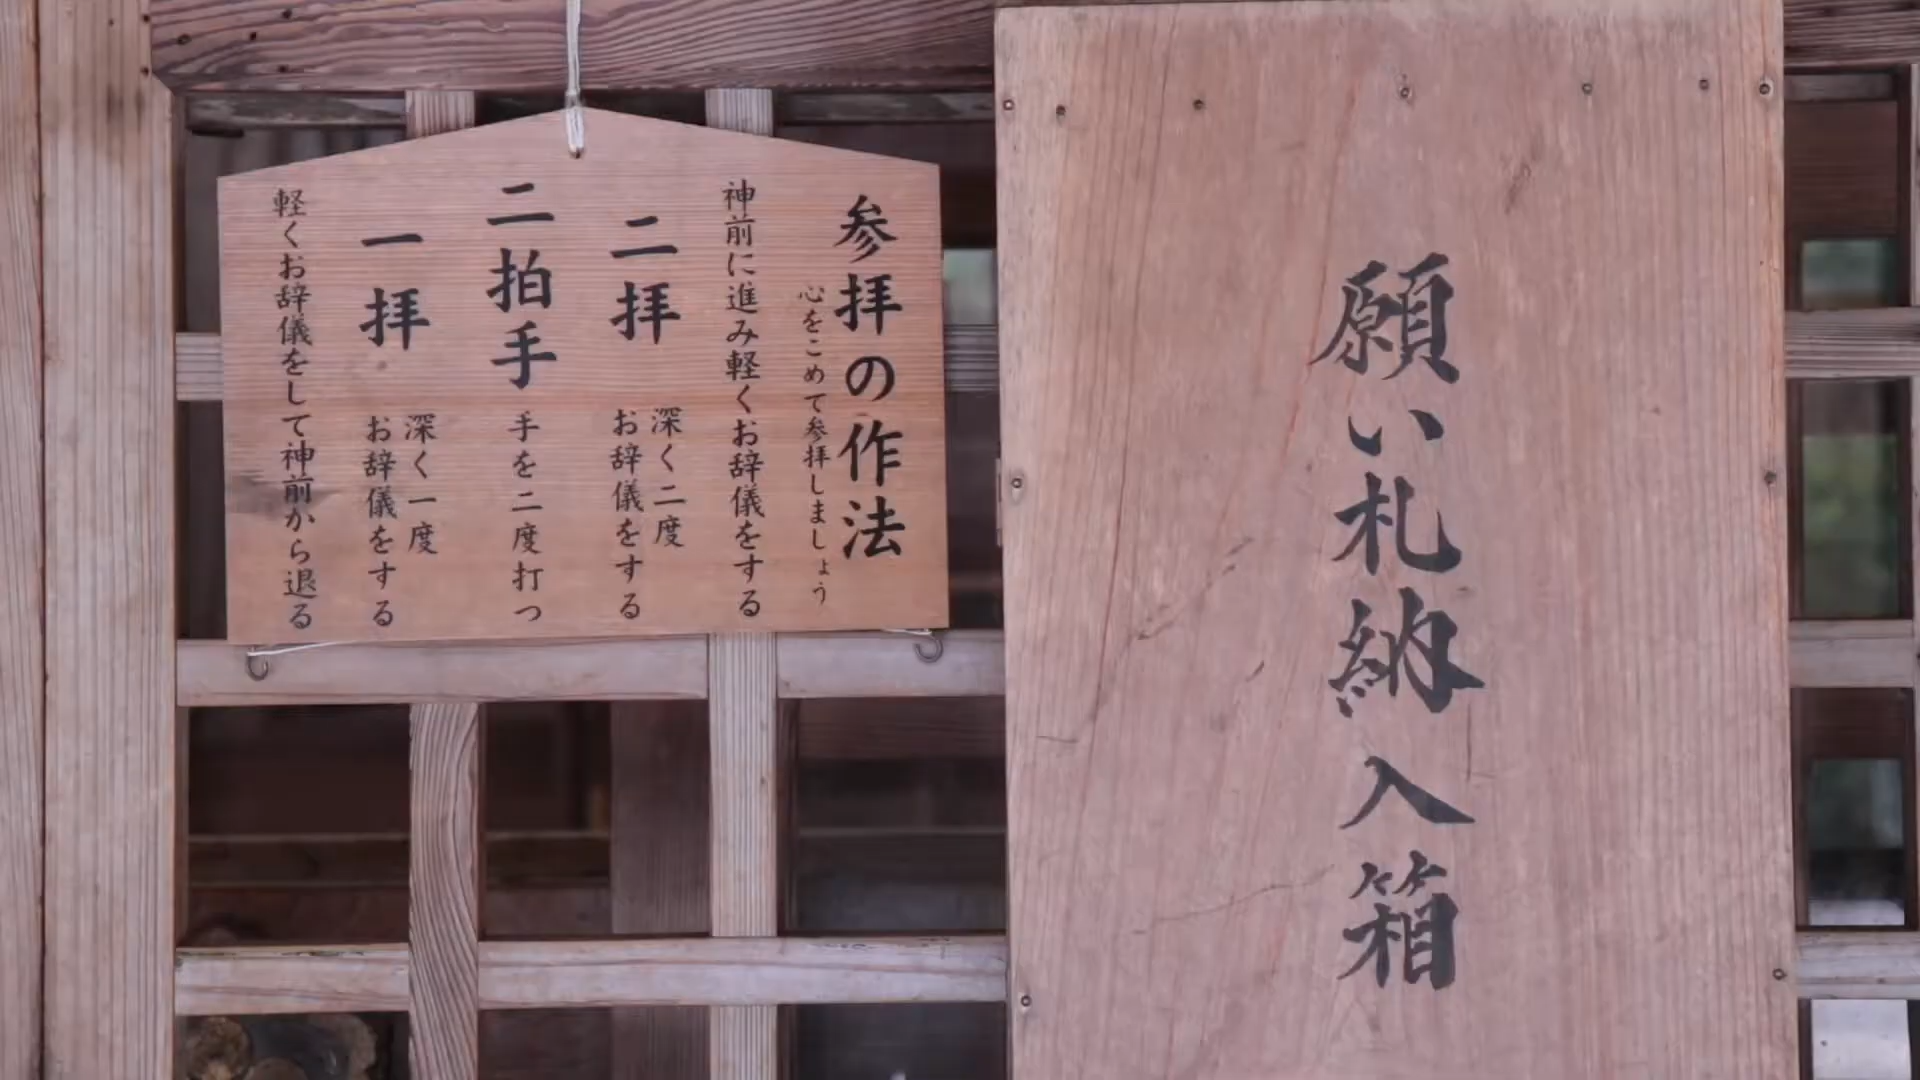 願い札納入箱
参拝の作法
心をこめて参拝しましょう
神前に進み軽くお辞儀をする
二拝
深く二度
お辞儀をする
二拍手
手を二度打つ
一拝
深く一度
お辞儀をする
軽くお辞儀をして神前から退る